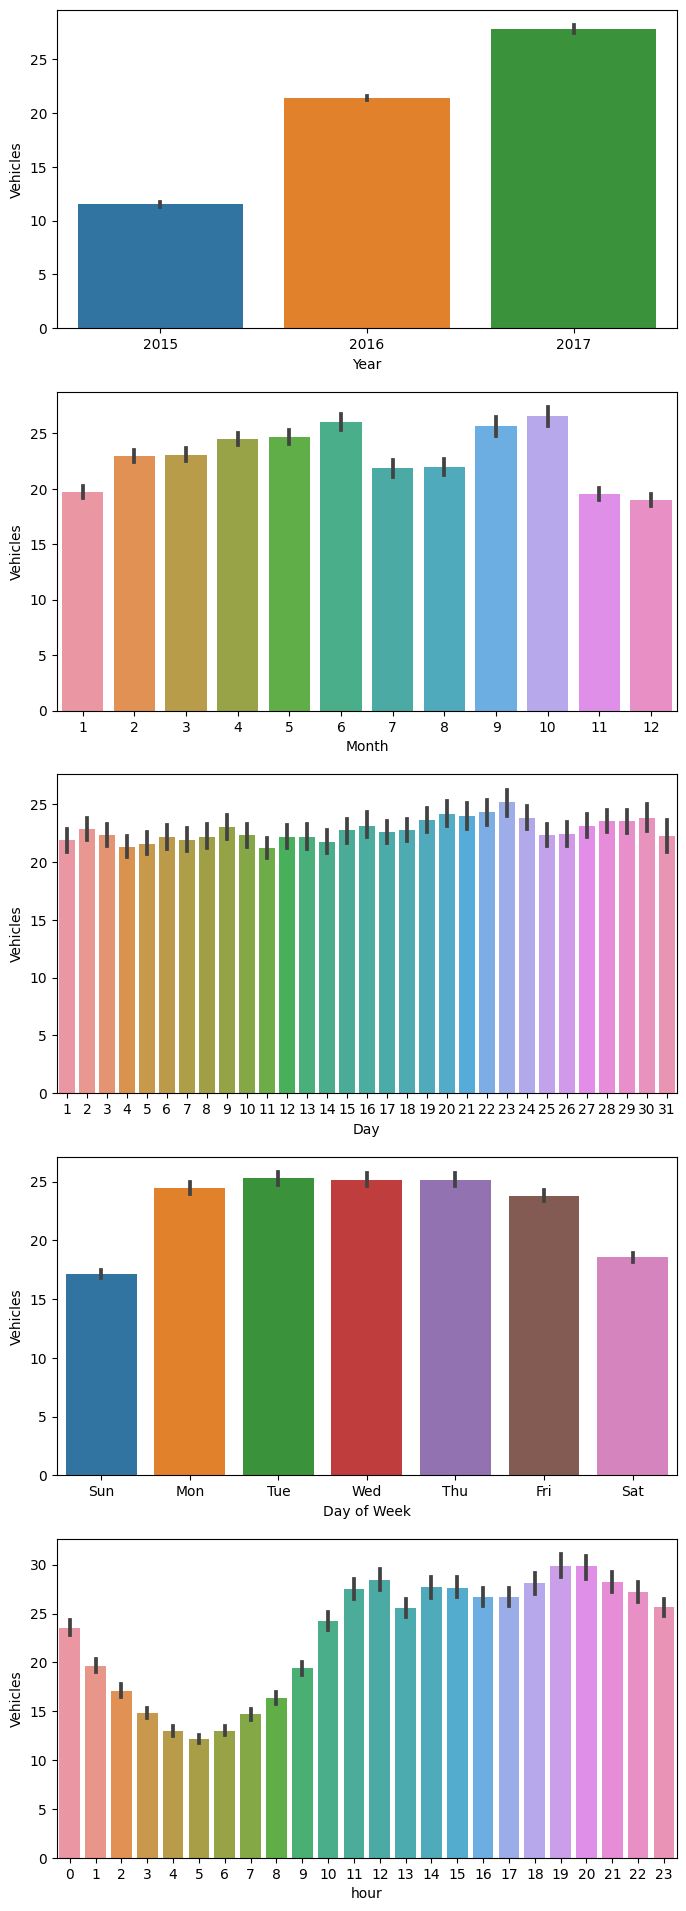 25
20
15
10
5
0
Vehicles
2015 2016 2017
Year
25
20
15
10
5
0
Vehicles
1 2 3 4 5 6 7 8 9 10 11 12
Month
25
20
15
10
5
0
Vehicles
1 2 3 4 5 6 7 8 9 10 11 12 13 14 15 16 17 18 19 20 21 22 23 24 25 26 27 28 29 30 31
Day
25
20
15
10
5
0
Vehicles
Sun Mon Tue Wed Thu Fri Sat
Day of Week
30
25
20
15
10
5
0
Vehicles
0 1 2 3 4 5 6 7 8 9 10 11 12 13 14 15 16 17 18 19 20 21 22 23
hour